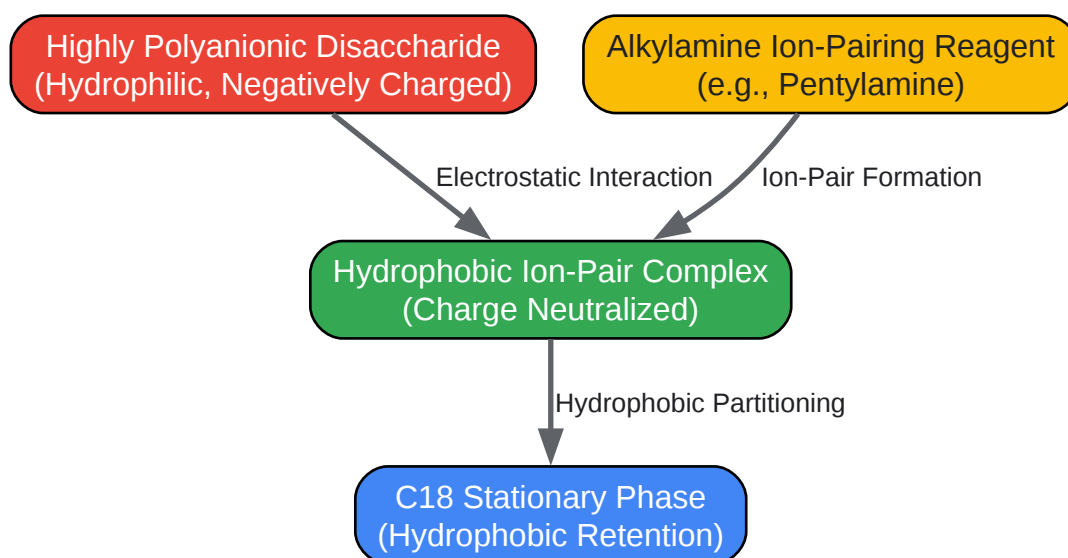 Highly Polyanionic Disaccharide
(Hydrophilic, Negatively Charged)
Alkylamine Ion-Pairing Reagent
(e.g., Pentylamine)
Electrostatic Interaction
Ion-Pair Formation
Hydrophobic Ion-Pair Complex
(Charge Neutralized)
Hydrophobic Partitioning
C18 Stationary Phase
(Hydrophobic Retention)